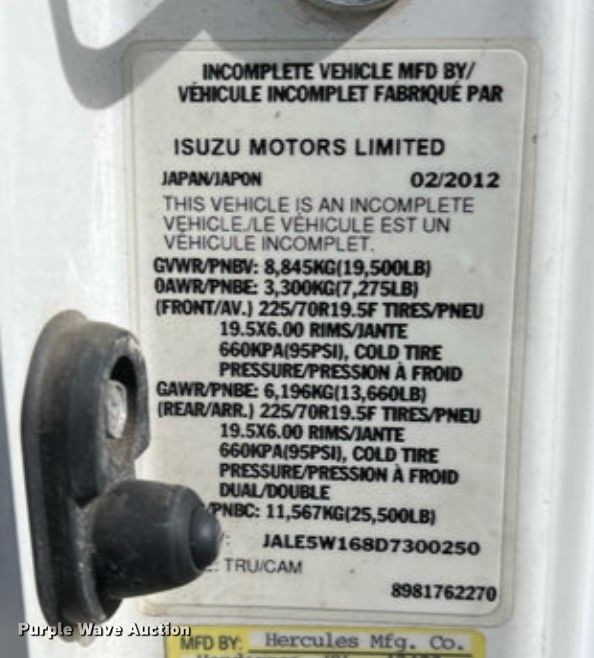 INCOMPLETE VEHICLE MFD BY/
VÉHICULE INCOMPLET FABRIQUÉ PAR
ISUZU MOTORS LIMITED
JAPAN/JAPON 02/2012
THIS VEHICLE IS AN INCOMPLETE
VEHICLE./LE VÉHICULE EST UN
VÉHICULE INCOMPLET.
GVWR/PNBV: 8,845KG(19,500LB)
0AWR/PNBE: 3,300KG(7,275LB)
(FRONT/AV.) 225/70R19.5F TIRES/PNEU
19.5X6.00 RIMS/JANTE
660KPA(95PSI), COLD TIRE
PRESSURE/PRESSION À FROID
GAWR/PNBE: 6,196KG(13,660LB)
(REAR/ARR.) 225/70R19.5F TIRES/PNEU
19.5X6.00 RIMS/JANTE
660KPA(95PSI), COLD TIRE
PRESSURE/PRESSION À FROID
DUAL/DOUBLE
/PNBC: 11,567KG(25,500LB)
: JALE5W168D7300250
: TRU/CAM
8981762270
Purple Wave Auction
MFD BY: Hercules Mfg. Co.